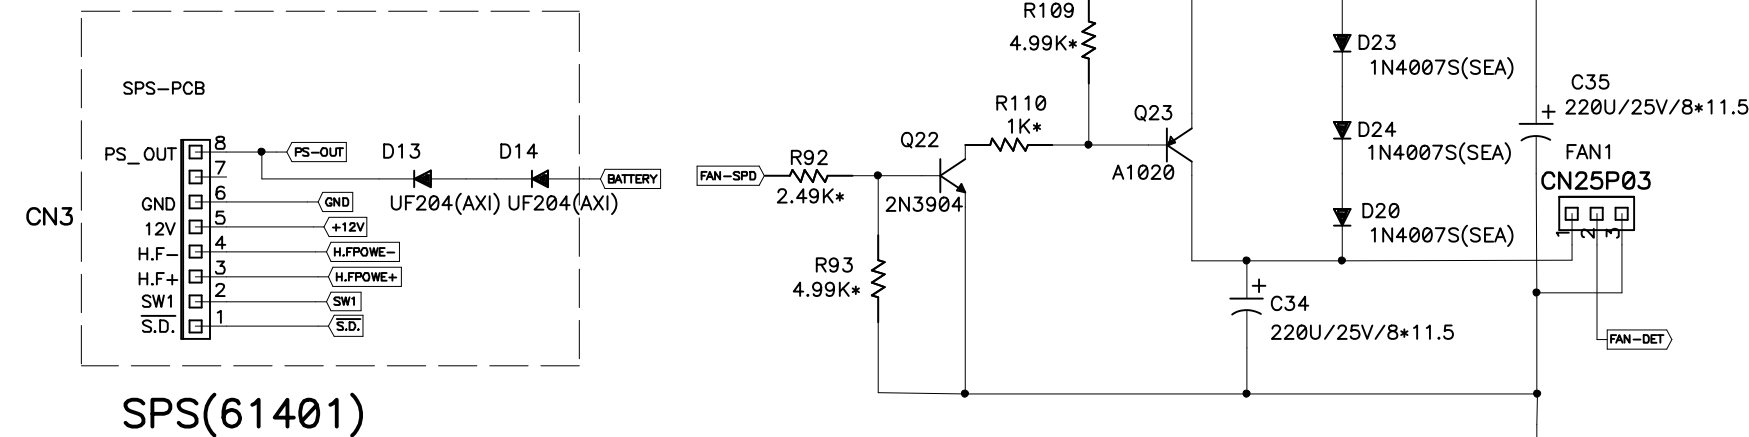 SPS-PCB
CN3
PS_OUT
GND
12V
H.F-
H.F+
SW1
S.D.
8
7
6
5
4
3
2
1
PS-OUT
GND
+12V
H.FPOWE-
H.FPOWE+
SW1
S.D.
D13
UF204(AXI)
D14
UF204(AXI)
BATTERY
SPS(61401)
FAN-SPD
R92
2.49K*
R93
4.99K*
Q22
2N3904
R110
1K*
R109
4.99K*
Q23
A1020
D23
1N4007S(SEA)
D24
1N4007S(SEA)
D20
1N4007S(SEA)
+
C34
220U/25V/8*11.5
+
C35
220U/25V/8*11.5
FAN1
CN25P03
1
2
3
FAN-DET